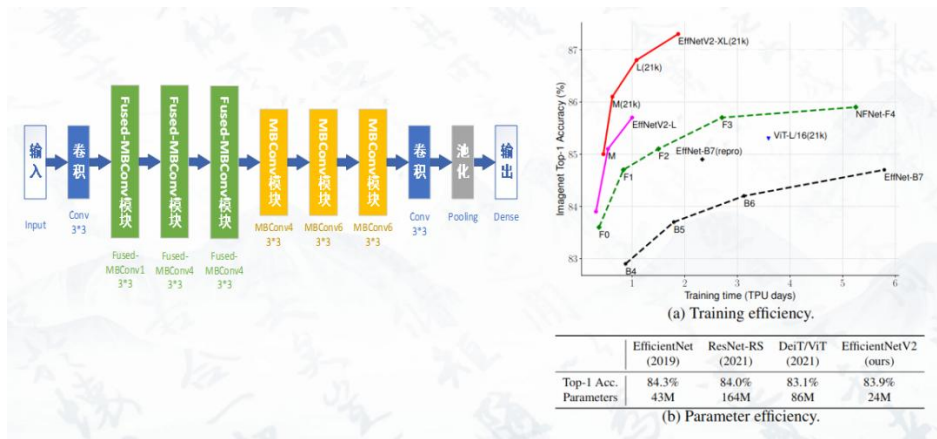 输入
卷积
Fused-MBConv模块
Fused-MBConv模块
Fused-MBConv模块
MBConv模块
MBConv模块
MBConv模块
卷积
池化
输出
Input
Conv
3*3
Fused-
MBConv1
3*3
Fused-
MBConv4
3*3
Fused-
MBConv4
3*3
MBConv4
3*3
MBConv6
3*3
MBConv6
3*3
Conv
3*3
Pooling
Dense
Imagenet Top-1 Accuracy (%)
87
86
85
84
83
EffNetV2-XL(21k)
L(21k)
M(21k)
EffNetV2-L
M
NFNet-F4
F3
F2
F1
F0
ViT-L/16(21k)
EffNet-B7(repro)
EffNet-B7
B6
B5
B4
1 2 3 4 5 6
Training time (TPU days)
(a) Training efficiency.
EfficientNet ResNet-RS DeiT/ViT EfficientNetV2
(2019) (2021) (2021) (ours)
Top-1 Acc. 84.3% 84.0% 83.1% 83.9%
Parameters 43M 164M 86M 24M
(b) Parameter efficiency.